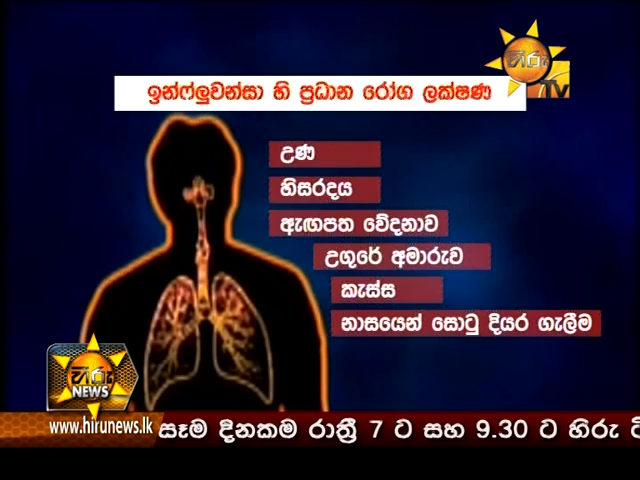 හිරු
TV
ඉන්ෆ්ලුවන්සා හි ප්‍රධාන රෝග ලක්ෂණ
උණ
හිසරදය
ඇඟපත වේදනාව
උගුරේ අමාරුව
කැස්ස
නාසයෙන් සොටු දියර ගැලීම
හිරු
NEWS
www.hirunews.lk සෑම දිනකම රාත්‍රී 7 ට සහ 9.30 ට හිරු